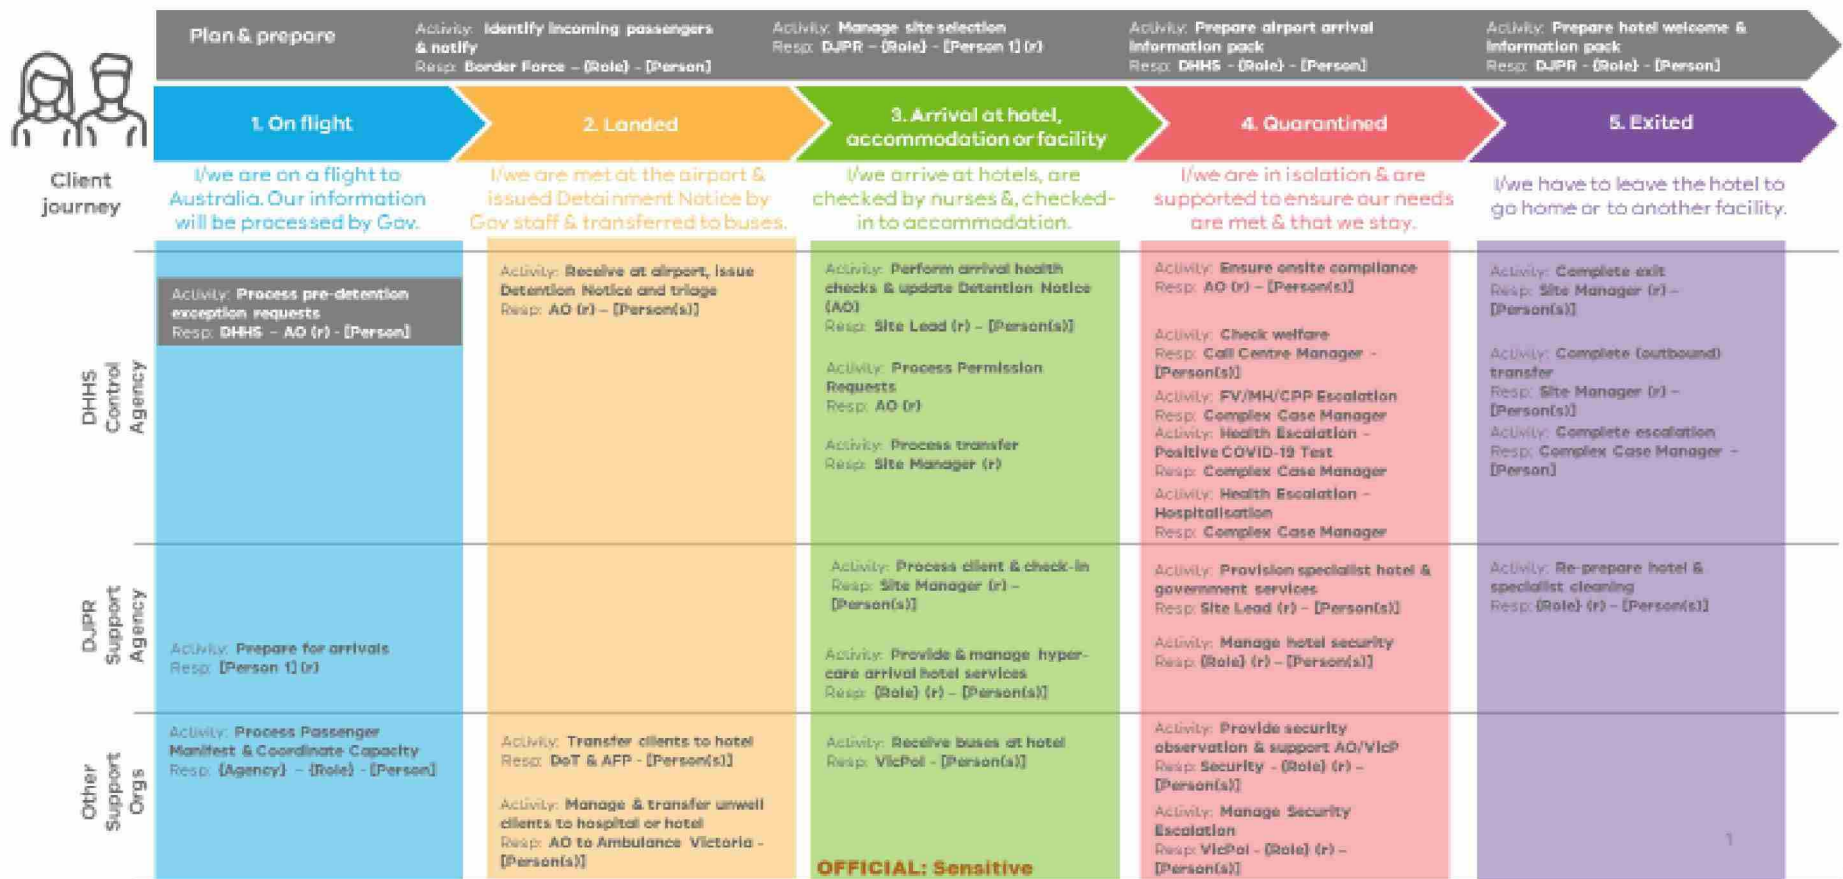 Plan & prepare
Activity: Identify incoming passengers
& notify
Resp: Border Force – {Role} - [Person]
Activity: Manage site selection
Resp: DJPR – {Role} - [Person 1] (r)
Activity: Prepare airport arrival
information pack
Resp: DHHS - {Role} - [Person]
Activity: Prepare hotel welcome &
information pack
Resp: DJPR - {Role} - [Person]
Client
journey
1. On flight
2. Landed
3. Arrival at hotel,
accommodation or facility
4. Quarantined
5. Exited
I/we are on a flight to
Australia. Our information
will be processed by Gov.
I/we are met at the airport &
issued Detainment Notice by
Gov staff & transferred to buses.
I/we arrive at hotels, are
checked by nurses &, checked-
in to accommodation.
I/we are in isolation & are
supported to ensure our needs
are met & that we stay.
I/we have to leave the hotel to
go home or to another facility.
DHHS
Control
Agency
Activity: Process pre-detention
exception requests
Resp: DHHS – AO (r) - [Person]
Activity: Receive at airport, issue
Detention Notice and triage
Resp: AO (r) – [Person(s)]
Activity: Perform arrival health
checks & update Detention Notice
(AO)
Resp: Site Lead (r) – [Person(s)]
Activity: Process Permission
Requests
Resp: AO (r)
Activity: Process transfer
Resp: Site Manager (r)
Activity: Ensure onsite compliance
Resp: AO (r) – [Person(s)]
Activity: Check welfare
Resp: Call Centre Manager -
[Person(s)]
Activity: FV/MH/CPP Escalation
Resp: Complex Case Manager
Activity: Health Escalation –
Positive COVID-19 Test
Resp: Complex Case Manager
Activity: Health Escalation –
Hospitalisation
Resp: Complex Case Manager
Activity: Complete exit
Resp: Site Manager (r) –
[Person(s)]
Activity: Complete (outbound)
transfer
Resp: Site Manager (r) –
[Person(s)]
Activity: Complete escalation
Resp: Complex Case Manager –
[Person]
DJPR
Support
Agency
Activity: Prepare for arrivals
Resp: [Person 1] (r)
Activity: Process client & check-in
Resp: Site Manager (r) –
[Person(s)]
Activity: Provide & manage hyper-
care arrival hotel services
Resp: {Role} (r) – [Person(s)]
Activity: Provision specialist hotel &
government services
Resp: Site Lead (r) – [Person(s)]
Activity: Manage hotel security
Resp: {Role} (r) – [Person(s)]
Activity: Re-prepare hotel &
specialist cleaning
Resp: {Role} (r) – [Person(s)]
Other
Support
Orgs
Activity: Process Passenger
Manifest & Coordinate Capacity
Resp: {Agency} – {Role} - [Person]
Activity: Transfer clients to hotel
Resp: DoT & AFP - [Person(s)]
Activity: Manage & transfer unwell
clients to hospital or hotel
Resp: AO to Ambulance Victoria -
[Person(s)]
Activity: Receive buses at hotel
Resp: VicPol - [Person(s)]
Activity: Provide security
observation & support AO/VicP
Resp: Security - {Role} (r) –
[Person(s)]
Activity: Manage Security
Escalation
Resp: VicPol - {Role} (r) –
[Person(s)]
1
OFFICIAL: Sensitive